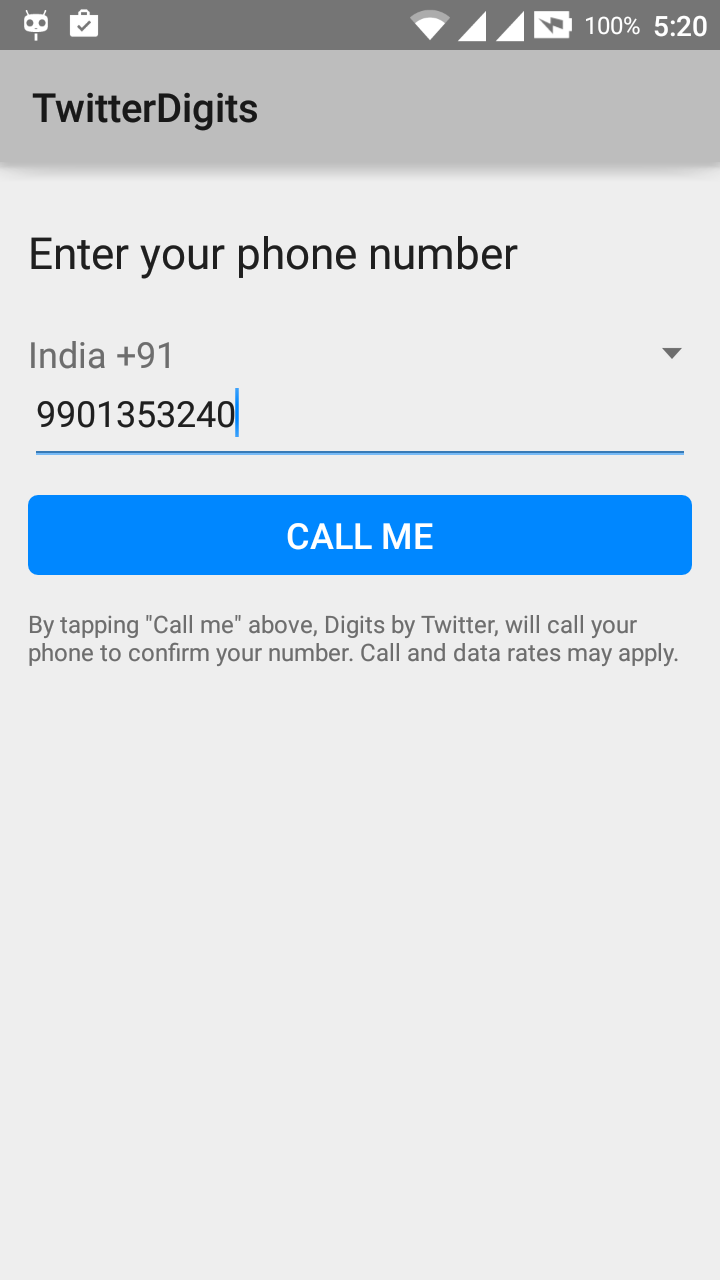 100% 5:20
TwitterDigits
Enter your phone number
India +91
9901353240
CALL ME
By tapping "Call me" above, Digits by Twitter, will call your
phone to confirm your number. Call and data rates may apply.